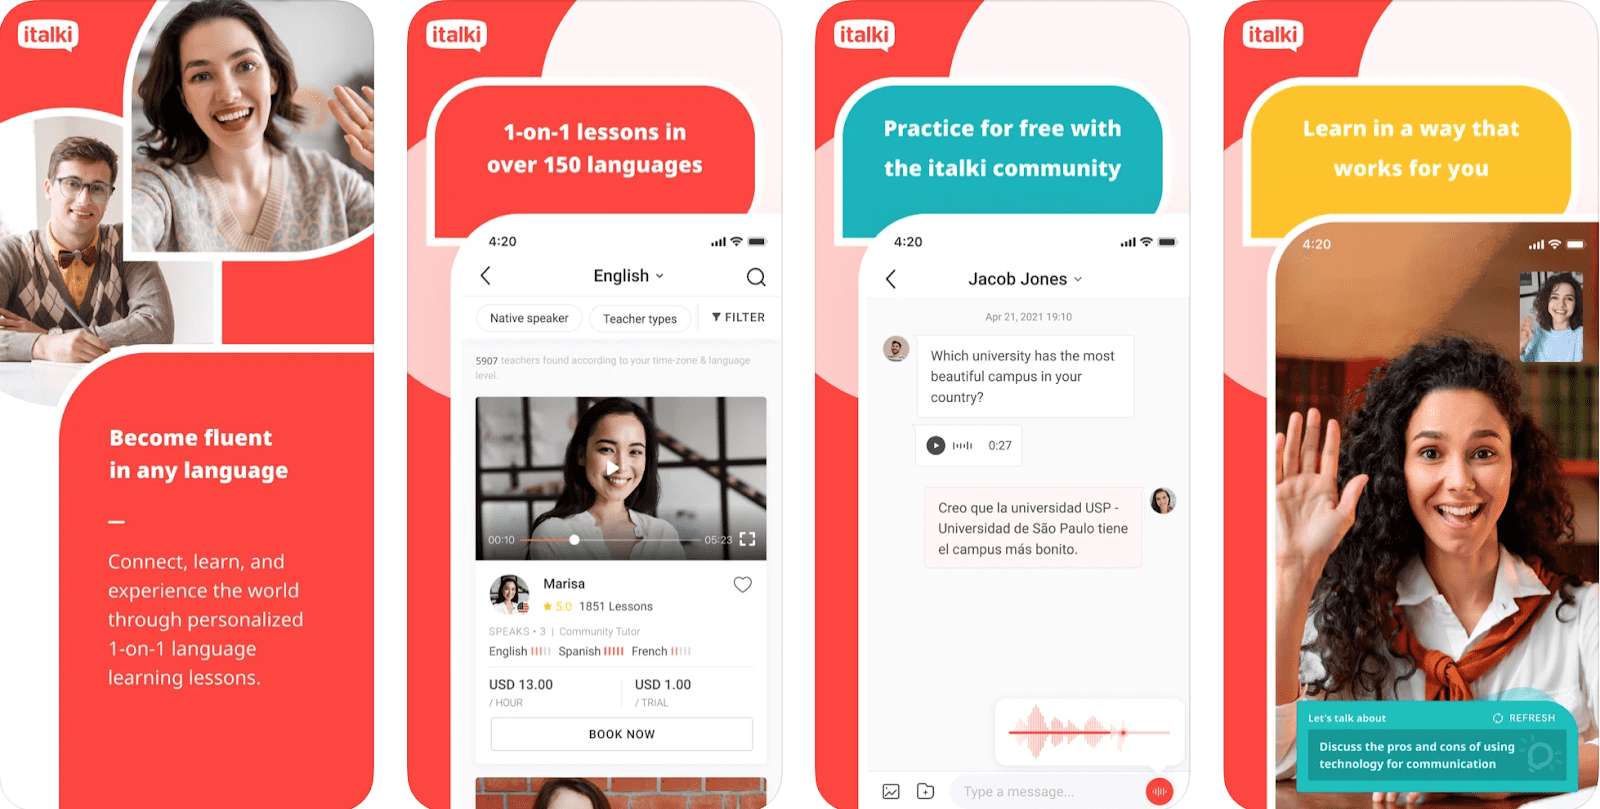 italki
Become fluent
in any language
Connect, learn, and
experience the world
through personalized
1-on-1 language
learning lessons.
italki
1-on-1 lessons in
over 150 languages
4:20
English
Native speaker
Teacher types
FILTER
5907 teachers found according to your time-zone & language
level.
00:10
05:23
Marisa
5.0 1851 Lessons
SPEAKS • 3 | Community Tutor
English Spanish French
USD 13.00 USD 1.00
/ HOUR / TRIAL
BOOK NOW
italki
Practice for free with
the italki community
4:20
Jacob Jones
Apr 21, 2021 19:10
Which university has the most
beautiful campus in your
country?
0:27
Creo que la universidad USP -
Universidad de São Paulo tiene
el campus más bonito.
Type a message...
italki
Learn in a way that
works for you
4:20
Let's talk about
REFRESH
Discuss the pros and cons of using
technology for communication